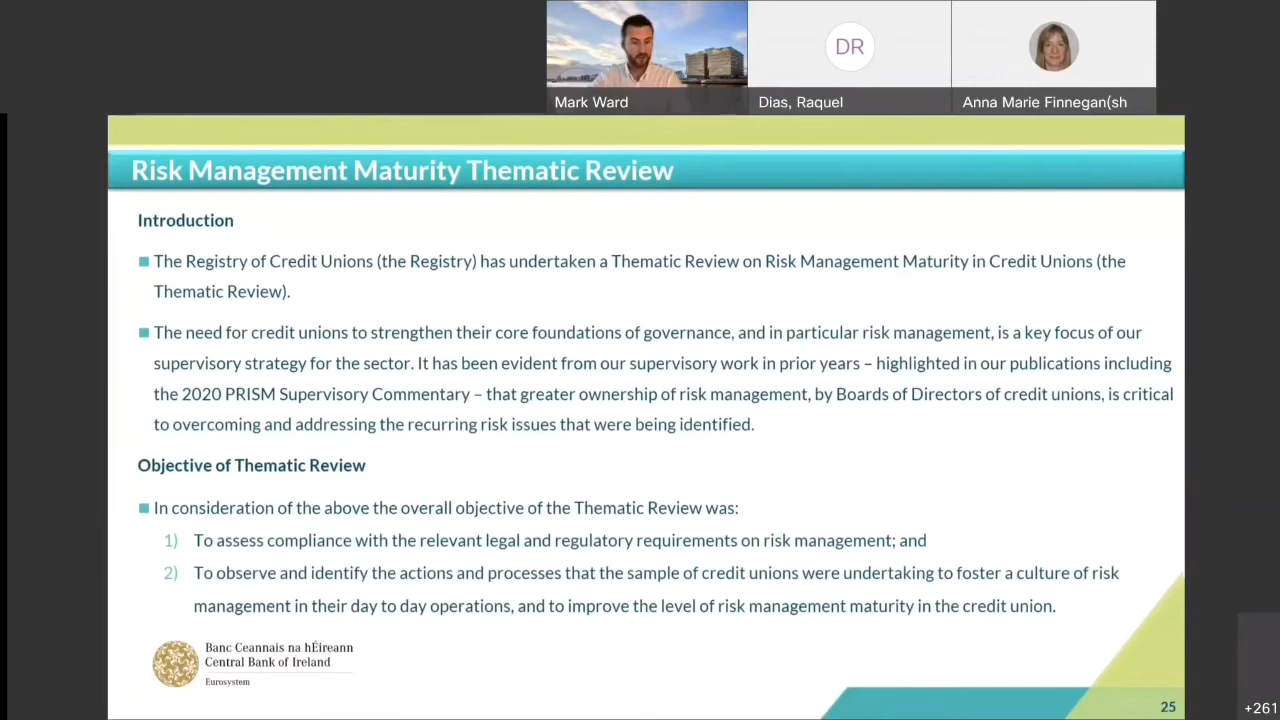 Mark Ward
DR
Dias, Raquel
Anna Marie Finnegan(sh
Risk Management Maturity Thematic Review
Introduction
The Registry of Credit Unions (the Registry) has undertaken a Thematic Review on Risk Management Maturity in Credit Unions (the
Thematic Review).
The need for credit unions to strengthen their core foundations of governance, and in particular risk management, is a key focus of our
supervisory strategy for the sector. It has been evident from our supervisory work in prior years – highlighted in our publications including
the 2020 PRISM Supervisory Commentary – that greater ownership of risk management, by Boards of Directors of credit unions, is critical
to overcoming and addressing the recurring risk issues that were being identified.
Objective of Thematic Review
In consideration of the above the overall objective of the Thematic Review was:
1) To assess compliance with the relevant legal and regulatory requirements on risk management; and
2) To observe and identify the actions and processes that the sample of credit unions were undertaking to foster a culture of risk
management in their day to day operations, and to improve the level of risk management maturity in the credit union.
Banc Ceannais na hÉireann
Central Bank of Ireland
Eurosystem
25
+261